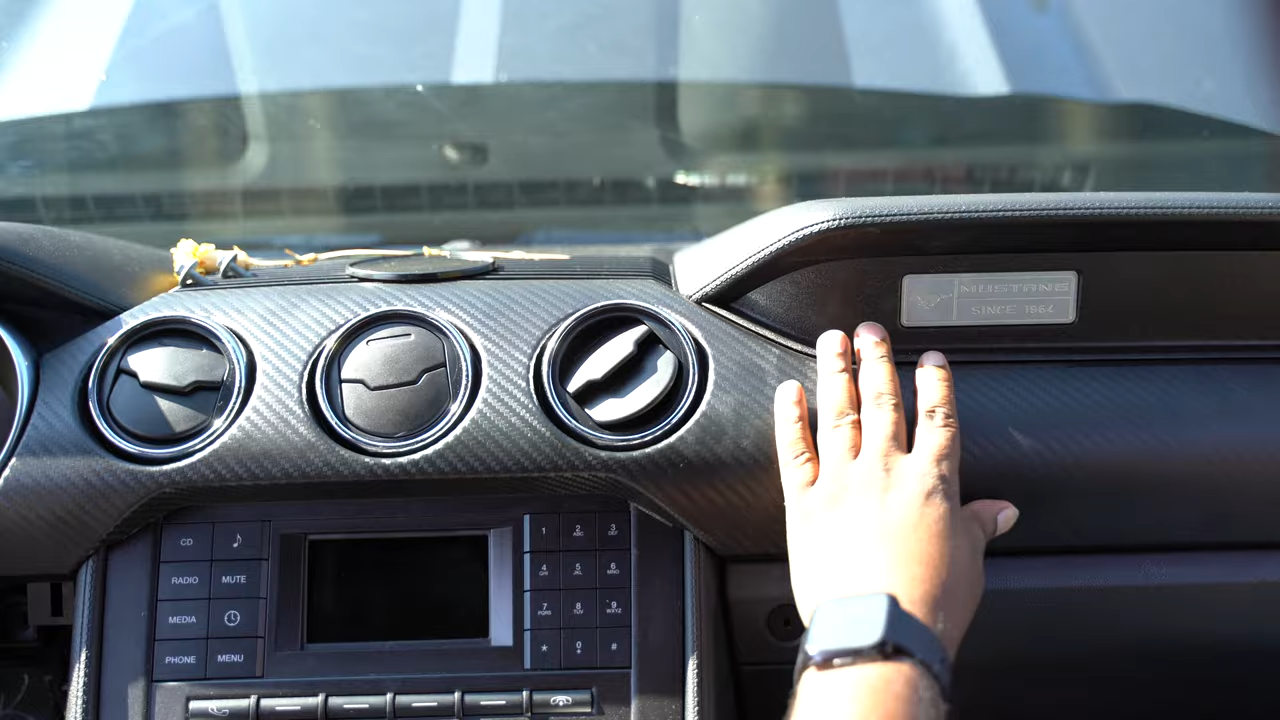 MUSTANG
SINCE 1964
CD
RADIO MUTE
MEDIA
PHONE MENU
1 2 ABC 3 DEF
4 GHI 5 JKL 6 MNO
7 PQRS 8 TUV 9 WXYZ
* 0 #